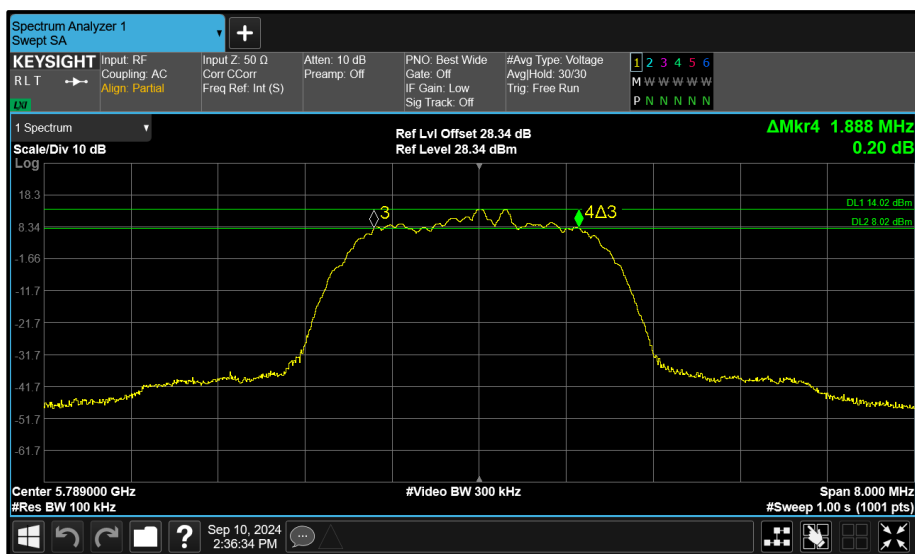 Spectrum Analyzer 1
Swept SA
+
KEYSIGHT
R L T
LXI
Input: RF
Coupling: AC
Align: Partial
Input Z: 50 Ω
Corr CCorr
Freq Ref: Int (S)
Atten: 10 dB
Preamp: Off
PNO: Best Wide
Gate: Off
IF Gain: Low
Sig Track: Off
#Avg Type: Voltage
Avg|Hold: 30/30
Trig: Free Run
1 2 3 4 5 6
M W W W W W
P N N N N N
1 Spectrum
Scale/Div 10 dB
Ref Lvl Offset 28.34 dB
Ref Level 28.34 dBm
ΔMkr4 1.888 MHz
0.20 dB
Log
18.3
8.34
-1.66
-11.7
-21.7
-31.7
-41.7
-51.7
-61.7
3
4Δ3
DL1 14.02 dBm
DL2 8.02 dBm
Center 5.789000 GHz
#Res BW 100 kHz
#Video BW 300 kHz
Span 8.000 MHz
#Sweep 1.00 s (1001 pts)
?
Sep 10, 2024
2:36:34 PM